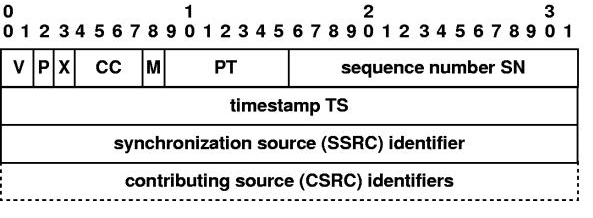 0 1 2 3
0 1 2 3 4 5 6 7 8 9 0 1 2 3 4 5 6 7 8 9 0 1 2 3 4 5 6 7 8 9 0 1
V P X CC M PT sequence number SN
timestamp TS
synchronization source (SSRC) identifier
contributing source (CSRC) identifiers